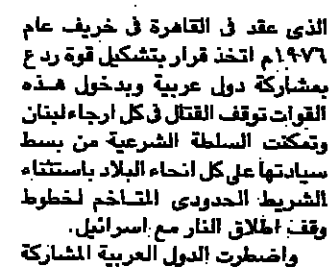 الذى عقد فى القاهرة فى خريف عام
١٩٧٦م اتخذ قرار بتشكيل قوة ردع
بمشاركة دول عربية وبدخول هذه
القوات توقف القتال فى كل ارجاء لبنان
وتمكنت السلطة الشرعية من بسط
سيادتها على كل انحاء البلاد باستثناء
الشريط الحدودى المتاخم لخطوط
وقف اطلاق النار مع اسرائيل.
واضطرت الدول العربية المشاركة